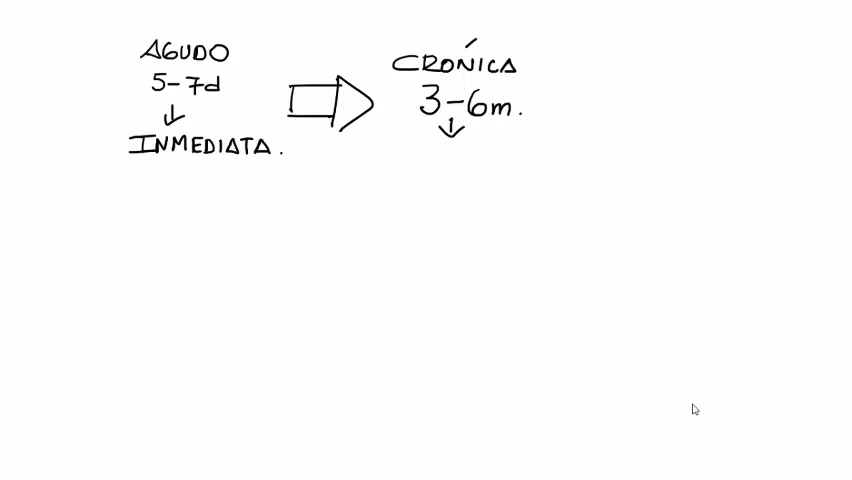 AGUDO
5-7d
↓
INMEDIATA.
CRÓNICA
3-6m.
↓